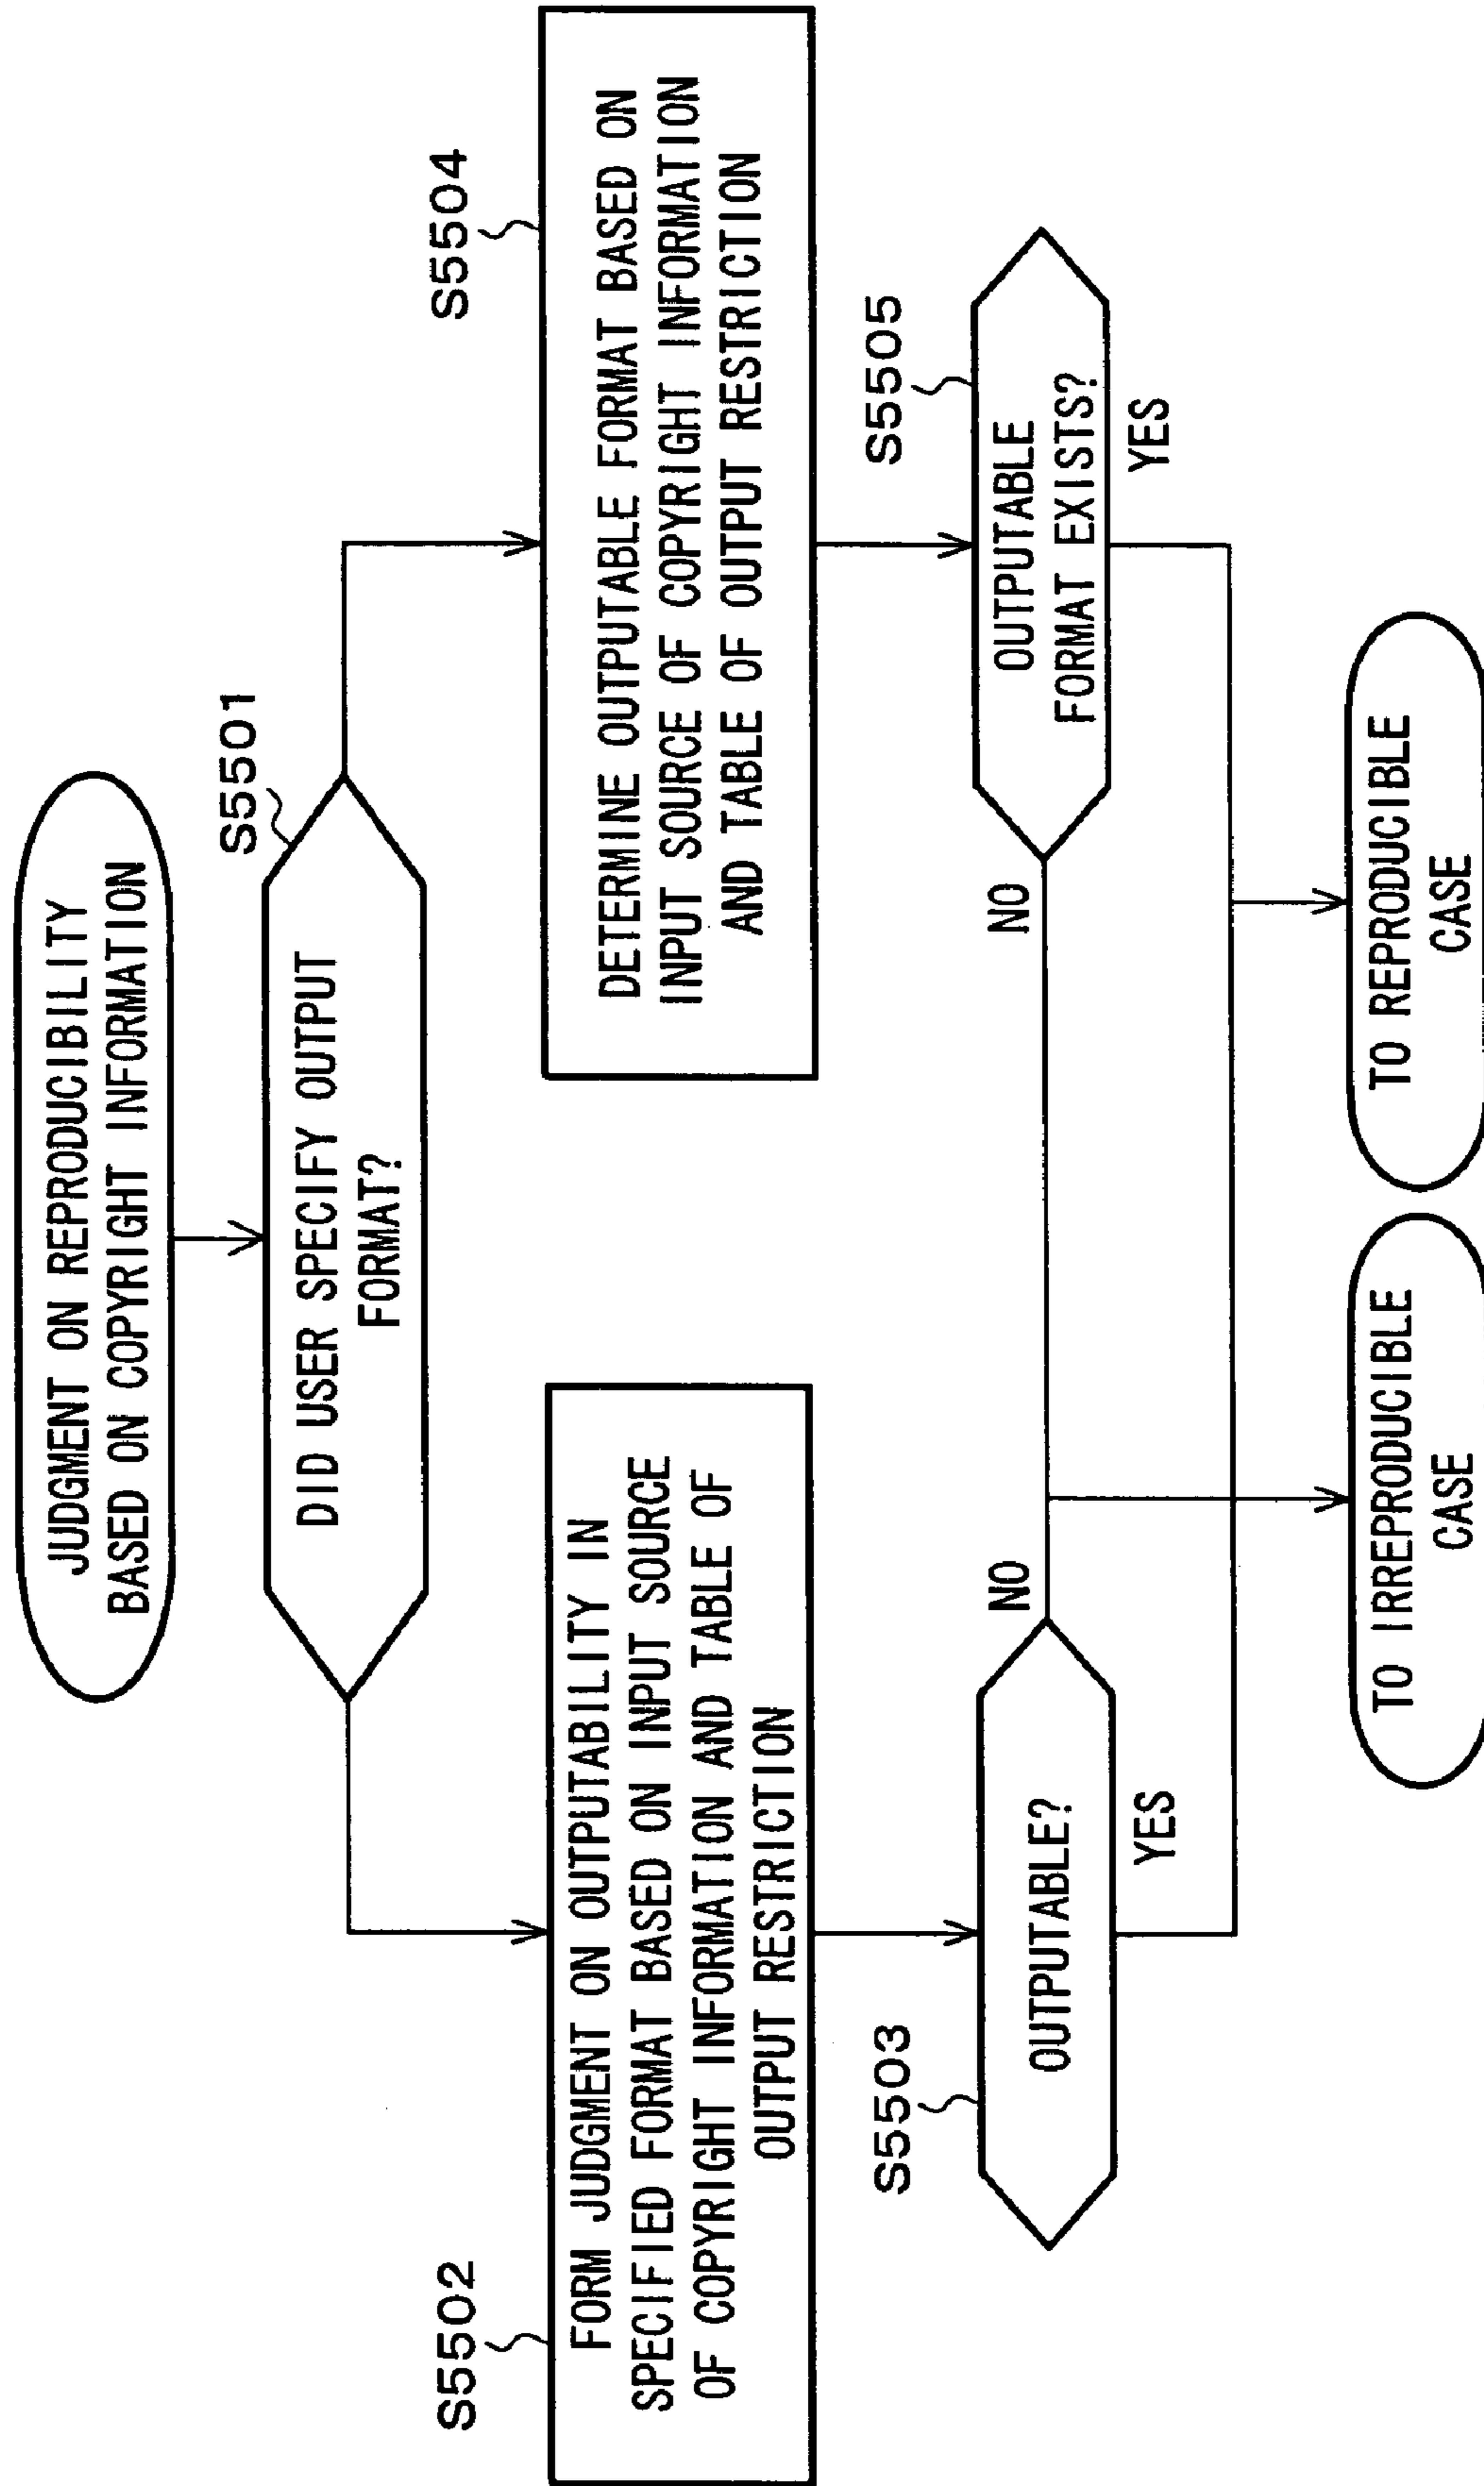 JUDGMENT ON REPRODUCIBILITY
BASED ON COPYRIGHT INFORMATION
S5501
DID USER SPECIFY OUTPUT
FORMAT?
S5502
FORM JUDGMENT ON OUTPUTABILITY IN
SPECIFIED FORMAT BASED ON INPUT SOURCE
OF COPYRIGHT INFORMATION AND TABLE OF
OUTPUT RESTRICTION
S5504
DETERMINE OUTPUTABLE FORMAT BASED ON
INPUT SOURCE OF COPYRIGHT INFORMATION
AND TABLE OF OUTPUT RESTRICTION
S5503
OUTPUTABLE?
NO
YES
S5505
OUTPUTABLE
FORMAT EXISTS?
NO
YES
TO IRREPRODUCIBLE
CASE
TO REPRODUCIBLE
CASE